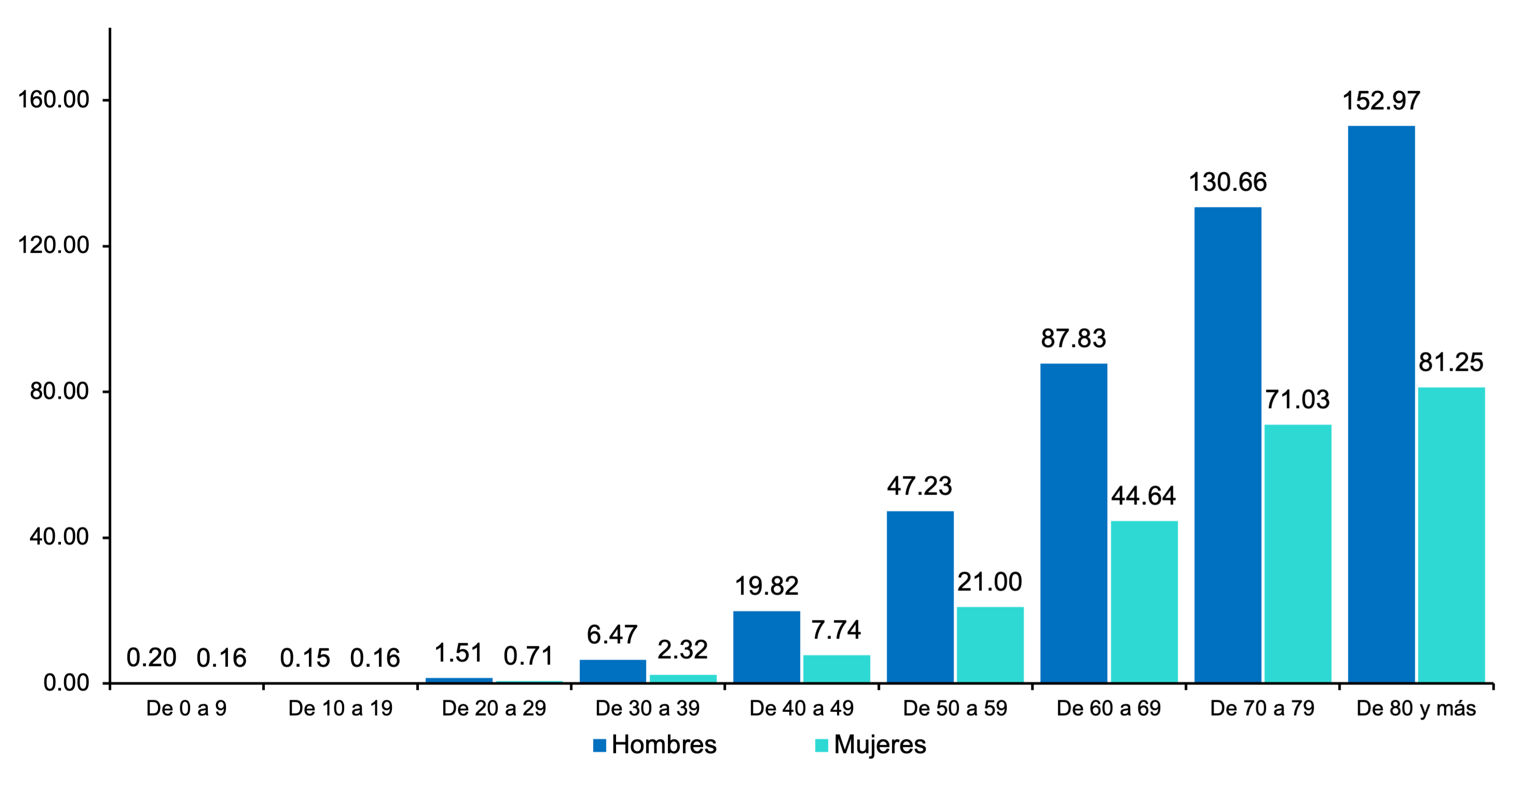 160.00
120.00
80.00
40.00
0.00
0.20 0.16 0.15 0.16 1.51 0.71 6.47 2.32 19.82 7.74 47.23 21.00 87.83 44.64 130.66 71.03 152.97 81.25
De 0 a 9 De 10 a 19 De 20 a 29 De 30 a 39 De 40 a 49 De 50 a 59 De 60 a 69 De 70 a 79 De 80 y más
Hombres Mujeres